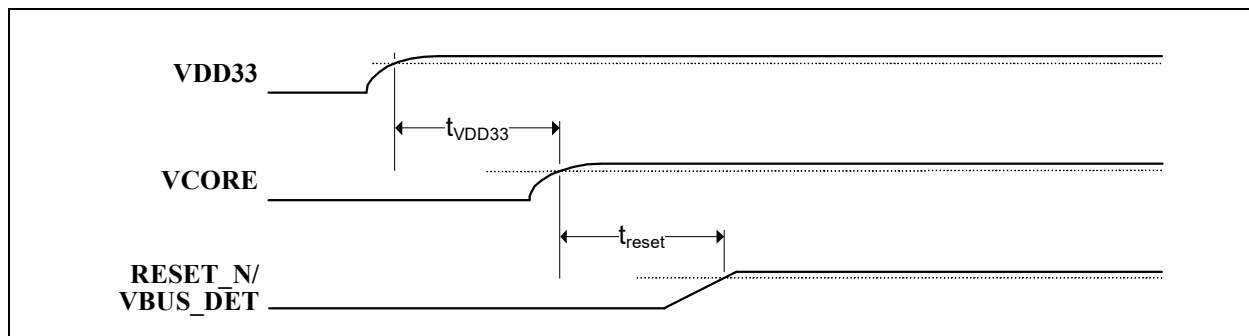 VDD33
tVDD33
VCORE
treset
RESET_N/
VBUS_DET